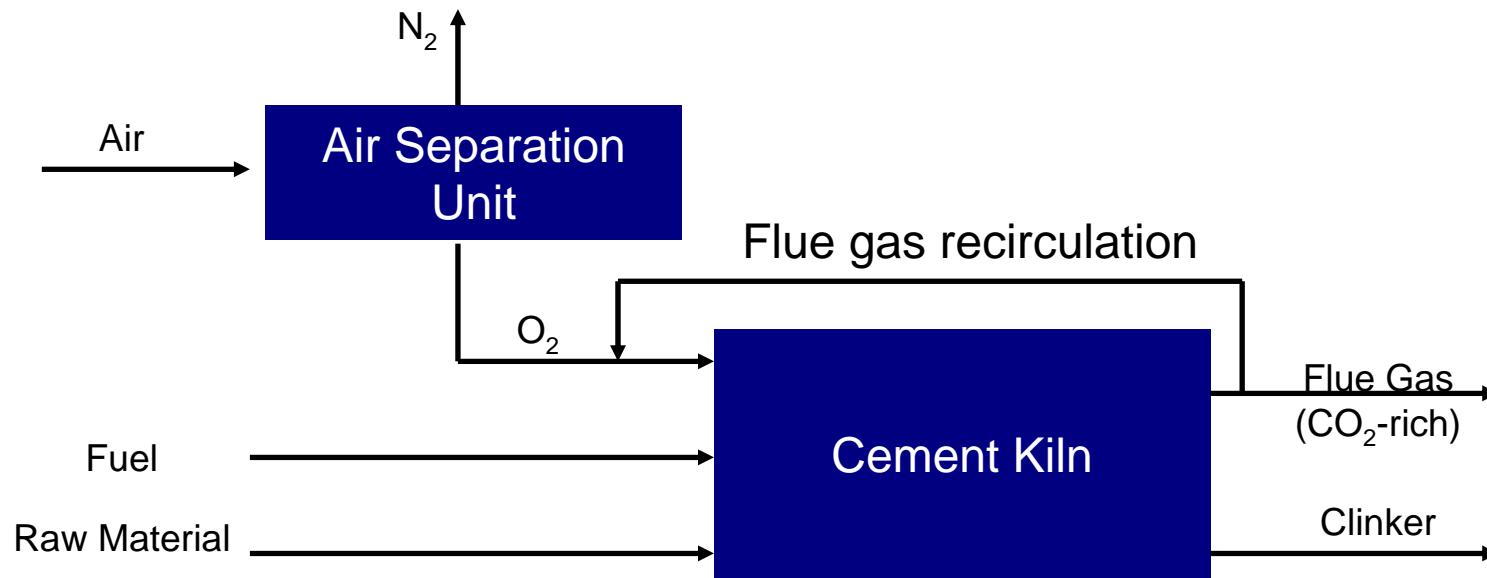 N₂
Air
Air Separation
Unit
Flue gas recirculation
O₂
Flue Gas
(CO₂-rich)
Fuel
Cement Kiln
Raw Material
Clinker